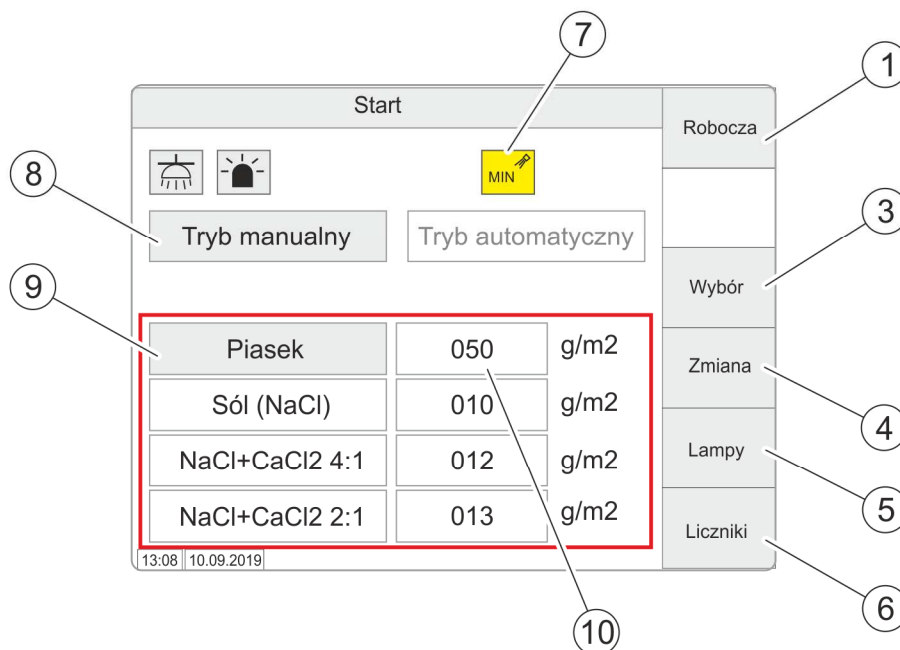 7
1
Start
Robocza
8
MIN
3
Tryb manualny Tryb automatyczny
9
Wybór
Piasek 050 g/m2
Zmiana
Sól (NaCl) 010 g/m2
4
NaCl+CaCl2 4:1 012 g/m2
Lampy
5
NaCl+CaCl2 2:1 013 g/m2
Liczniki
13:08 10.09.2019
6
10